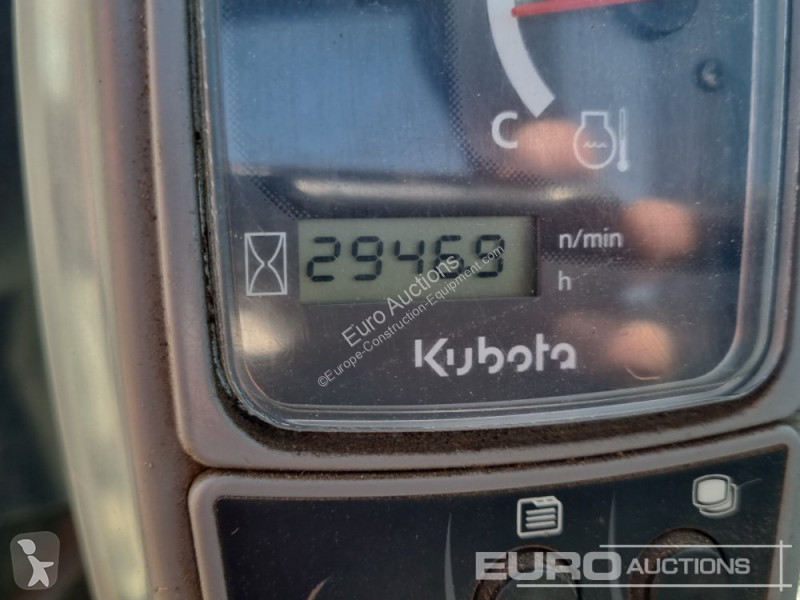 C
29469
n/min
h
Kubota
Euro Auctions
©Europe-Construction-Equipment.com
EURO AUCTIONS